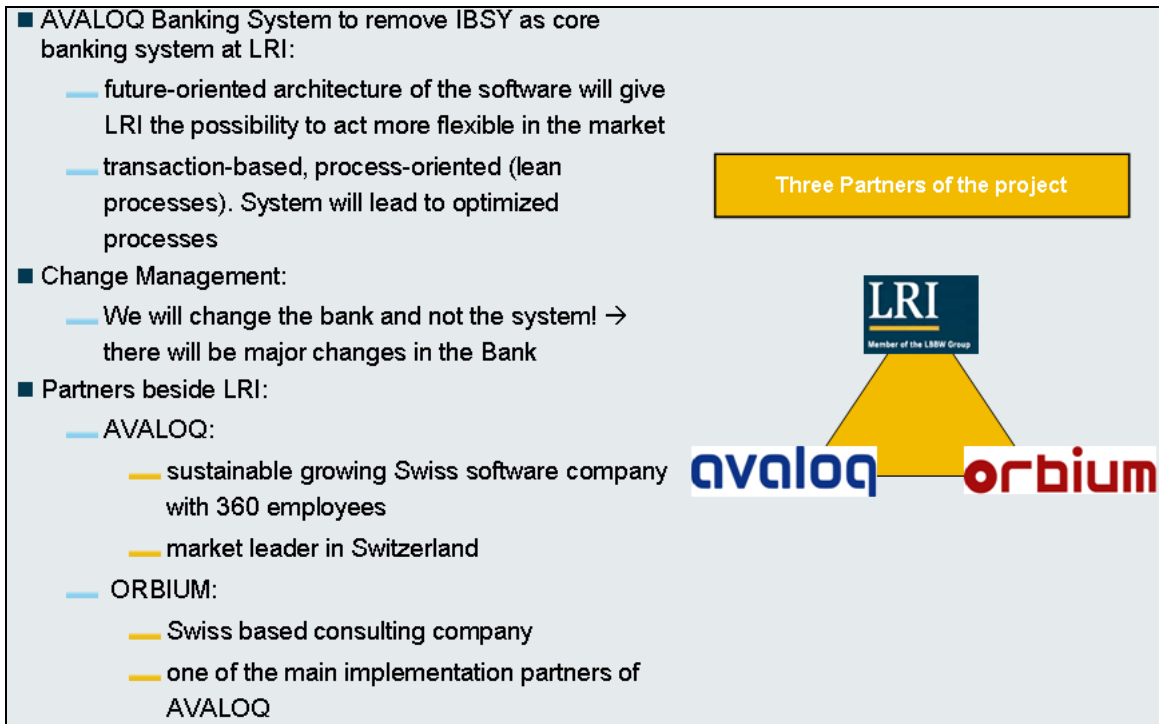 AVALOQ Banking System to remove IBSY as core
banking system at LRI:
future-oriented architecture of the software will give
LRI the possibility to act more flexible in the market
transaction-based, process-oriented (lean
processes). System will lead to optimized
processes
Change Management:
We will change the bank and not the system! →
there will be major changes in the Bank
Partners beside LRI:
AVALOQ:
sustainable growing Swiss software company
with 360 employees
market leader in Switzerland
ORBIUM:
Swiss based consulting company
one of the main implementation partners of
AVALOQ
Three Partners of the project
LRI
Member of the LBBW Group
avaloq
orbium